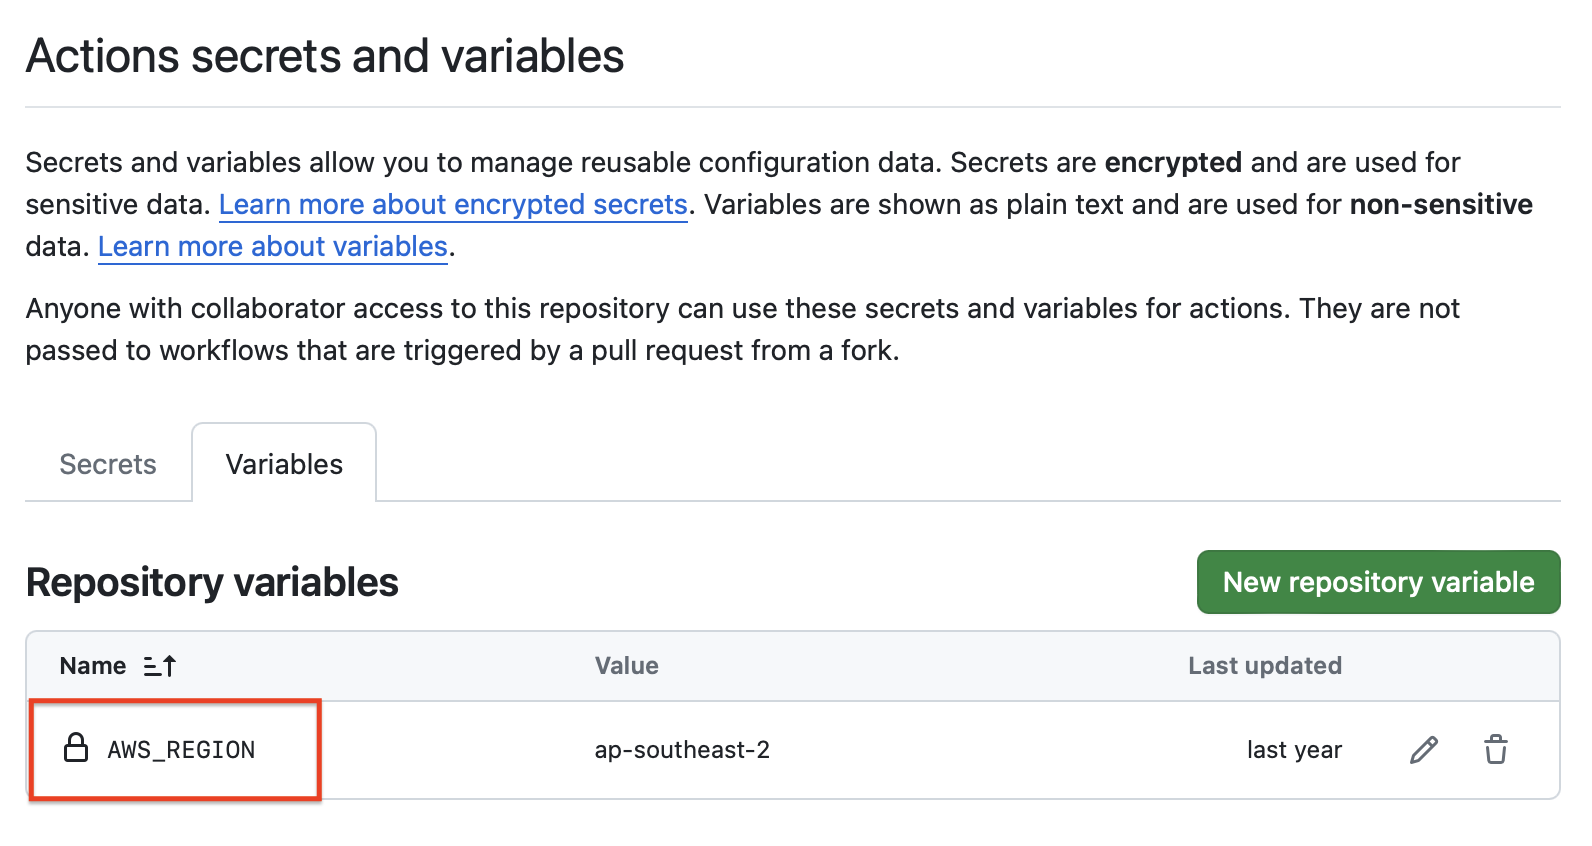 Actions secrets and variables
Secrets and variables allow you to manage reusable configuration data. Secrets are encrypted and are used for
sensitive data. Learn more about encrypted secrets. Variables are shown as plain text and are used for non-sensitive
data. Learn more about variables.
Anyone with collaborator access to this repository can use these secrets and variables for actions. They are not
passed to workflows that are triggered by a pull request from a fork.
Secrets Variables
Repository variables New repository variable
Name Value Last updated
AWS_REGION ap-southeast-2 last year